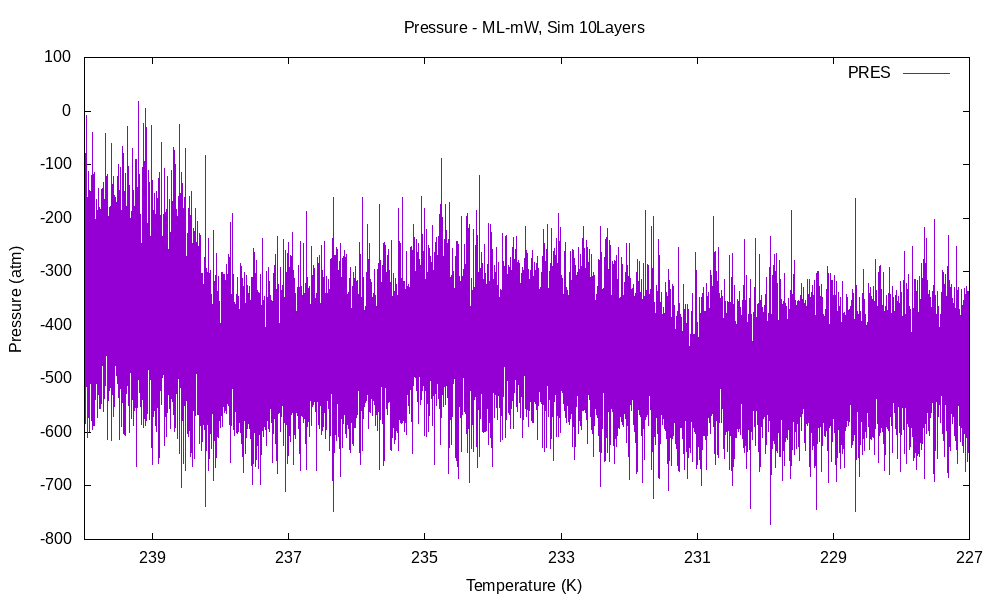 Pressure - ML-mW, Sim 10Layers
PRES
100
0
-100
-200
-300
-400
-500
-600
-700
-800
Pressure (atm)
239 237 235 233 231 229 227
Temperature (K)